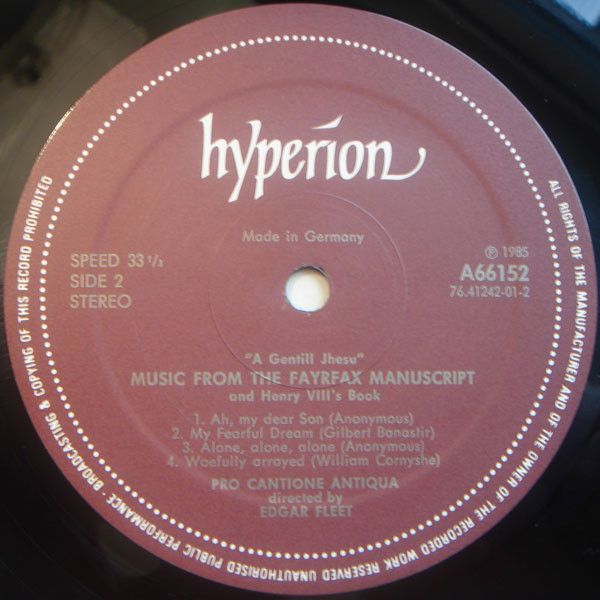 hyperion
Made in Germany
SPEED 33 1/3
SIDE 2
STEREO
℗ 1985
A66152
76.41242-01-2
"A Gentill Jhesu"
MUSIC FROM THE FAYRFAX MANUSCRIPT
and Henry VIII's Book
1. Ah, my dear Son (Anonymous)
2. My Fearful Dream (Gilbert Banastir)
3. Alone, alone, alone (Anonymous)
4. Woefully arrayed (William Cornyshe)
PRO CANTIONE ANTIQUA
directed by
EDGAR FLEET
ALL RIGHTS OF THE MANUFACTURER AND OF THE OWNER OF THE RECORDED WORK RESERVED UNAUTHORISED PUBLIC PERFORMANCE · BROADCASTING & COPYING OF THIS RECORD PROHIBITED